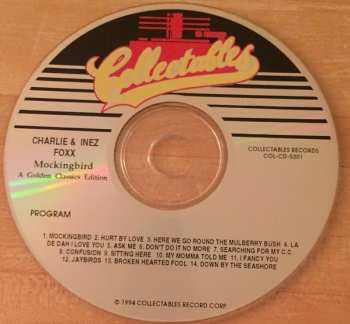 Collectables
CHARLIE & INEZ
FOXX
Mockingbird
A Golden Classics Edition
COLLECTABLES RECORDS
COL-CD-5301
PROGRAM
1. MOCKINGBIRD 2. HURT BY LOVE 3. HERE WE GO ROUND THE MULBERRY BUSH 4. LA
DE DAH I LOVE YOU 5. ASK ME 6. DON'T DO IT NO MORE 7. SEARCHING FOR MY C.C.
8. CONFUSION 9. SITTING HERE 10. MY MOMMA TOLD ME 11. I FANCY YOU
12. JAYBIRDS 13. BROKEN HEARTED FOOL 14. DOWN BY THE SEASHORE
© 1994 COLLECTABLES RECORD CORP.